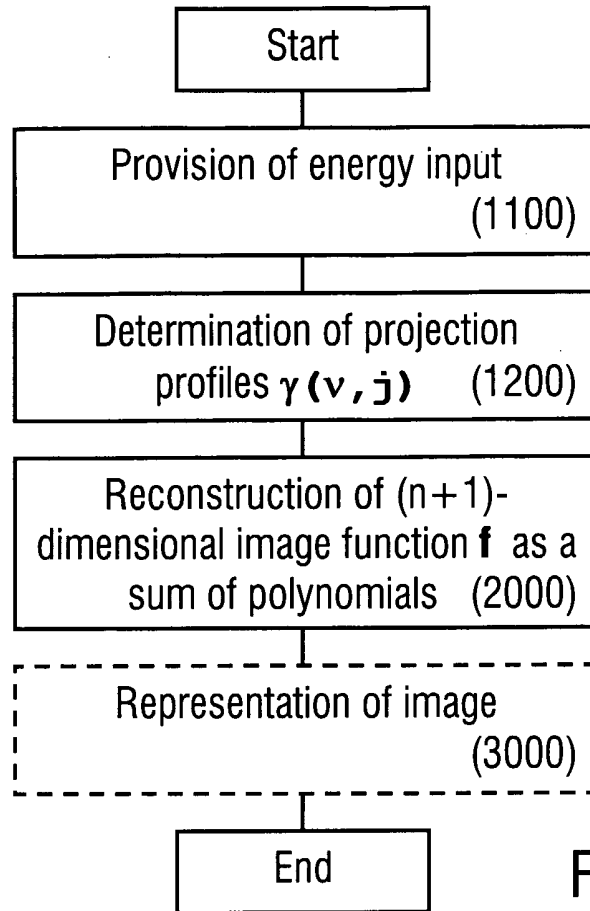 Start
Provision of energy input
(1100)
Determination of projection
profiles γ(ν,j) (1200)
Reconstruction of (n+1)-
dimensional image function f as a
sum of polynomials (2000)
Representation of image
(3000)
End
F